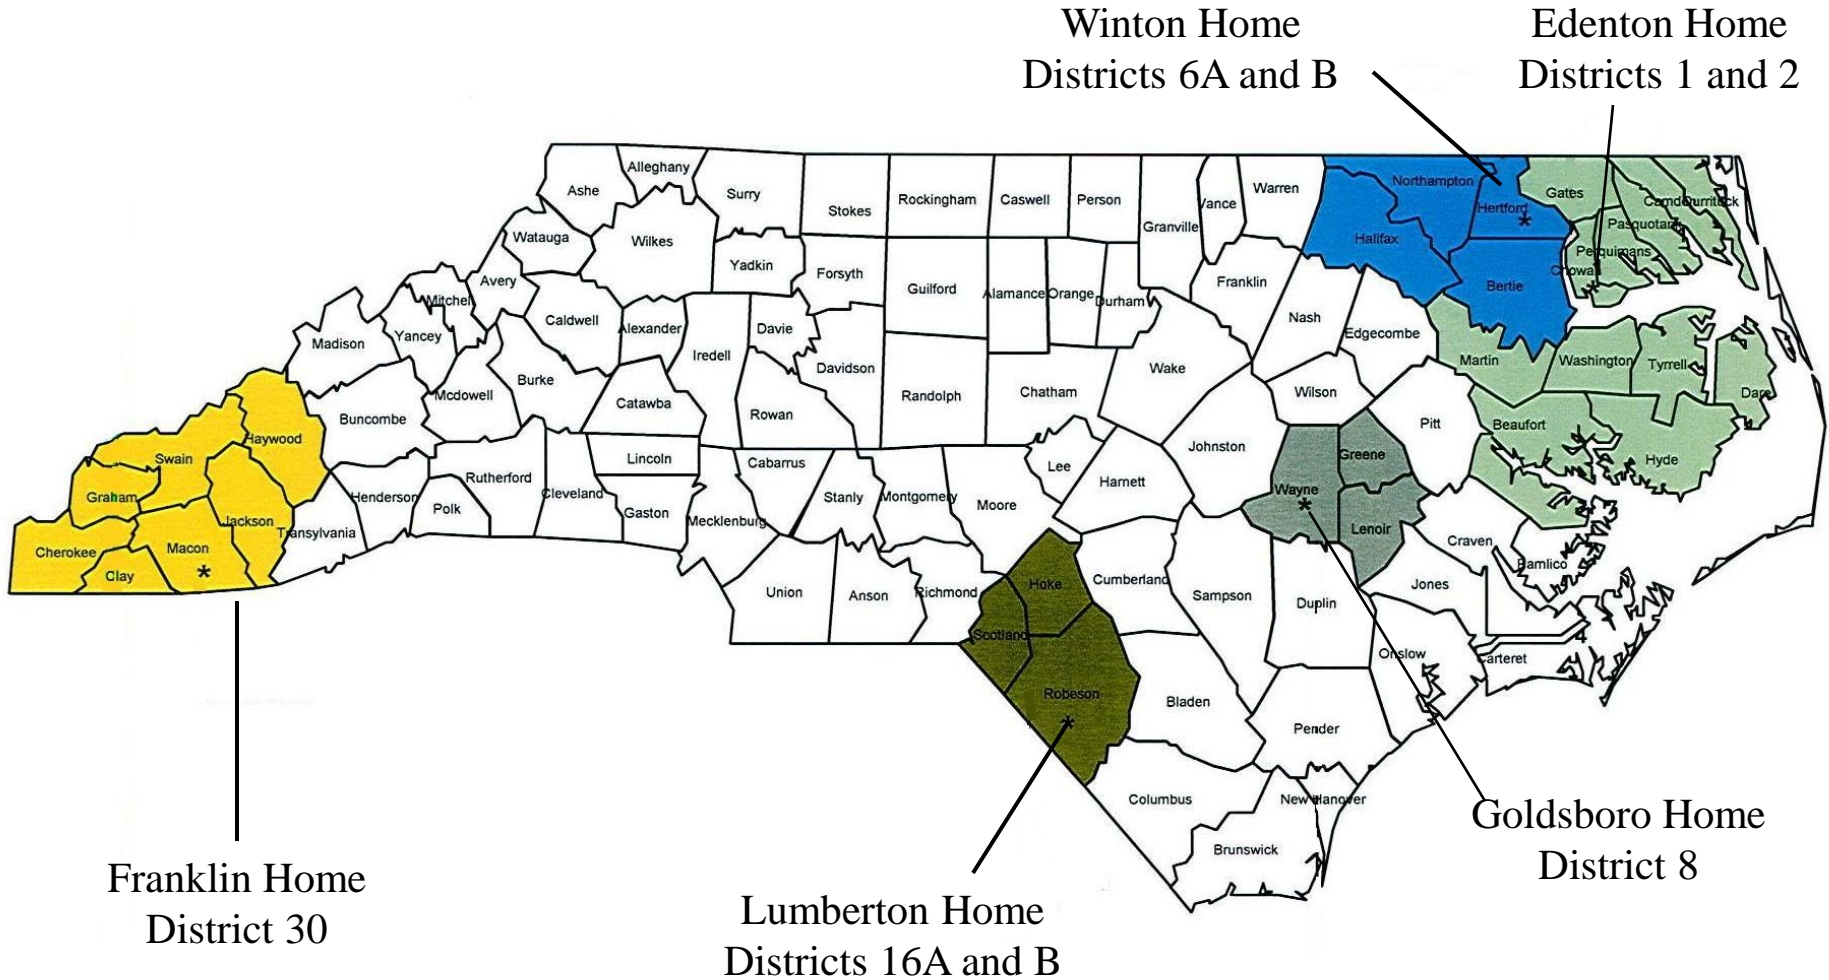 Winton Home
Districts 6A and B
Edenton Home
Districts 1 and 2
Alleghany
Ashe
Surry
Stokes
Rockingham
Caswell
Person
Vance
Warren
Northampton
Gates
Hertford
*
Camden
Currituck
Pasquotank
Watauga
Wilkes
Granville
Halifax
Perquimans
Chowan
*
Yadkin
Forsyth
Guilford
Alamance
Orange
Durham
Franklin
Bertie
Avery
Mitchel
Caldwell
Alexander
Davie
Nash
Edgecombe
Madison
Yancey
Iredell
Davidson
Wake
Martin
Washington
Tyrrell
Dare
Burke
Mcdowell
Catawba
Rowan
Randolph
Chatham
Wilson
Buncombe
Pitt
Beaufort
Haywood
Swain
Lincoln
Cabarrus
Lee
Johnston
Greene
Hyde
Graham
Henderson
Rutherford
Polk
Cleveland
Gaston
Stanly
Montgomery
Moore
Harnett
Wayne
*
Jackson
Transylvania
Mecklenburg
Lenoir
Craven
Cherokee
Macon
*
Clay
Pamlico
Union
Anson
Richmond
Hoke
Cumberland
Sampson
Duplin
Jones
Scotland
4
Onslow
Carteret
Robeson
*
Bladen
Pender
Columbus
New Hanover
Brunswick
Goldsboro Home
District 8
Franklin Home
District 30
Lumberton Home
Districts 16A and B